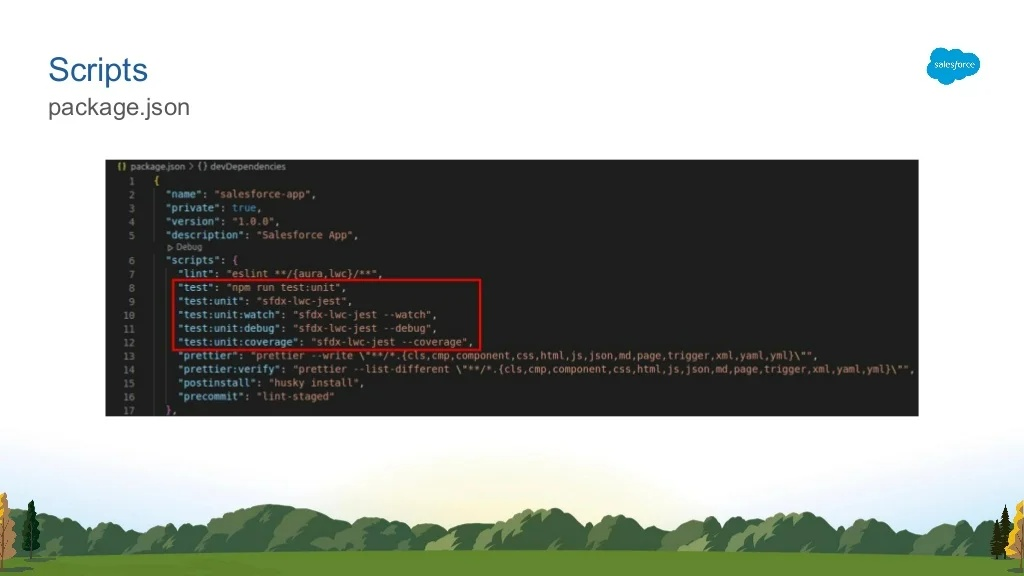 Scripts
package.json
salesforce
{} package.json > {} devDependencies
1 {
2 "name": "salesforce-app",
3 "private": true,
4 "version": "1.0.0",
5 "description": "Salesforce App",
▷ Debug
6 "scripts": {
7 "lint": "eslint **/{aura,lwc}/**",
8 "test": "npm run test:unit",
9 "test:unit": "sfdx-lwc-jest",
10 "test:unit:watch": "sfdx-lwc-jest --watch",
11 "test:unit:debug": "sfdx-lwc-jest --debug",
12 "test:unit:coverage": "sfdx-lwc-jest --coverage",
13 "prettier": "prettier --write \"**/*.{cls,cmp,component,css,html,js,json,md,page,trigger,xml,yaml,yml}\"",
14 "prettier:verify": "prettier --list-different \"**/*.{cls,cmp,component,css,html,js,json,md,page,trigger,xml,yaml,yml}\"",
15 "postinstall": "husky install",
16 "precommit": "lint-staged"
17 },